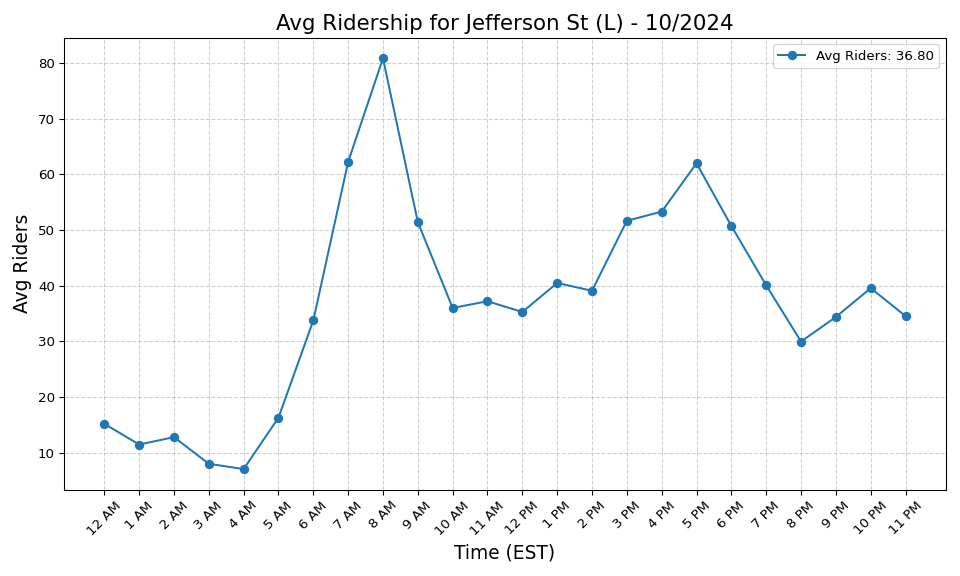 Avg Ridership for Jefferson St (L) - 10/2024
Avg Riders: 36.80
80
70
60
50
40
30
20
10
Avg Riders
12 AM 1 AM 2 AM 3 AM 4 AM 5 AM 6 AM 7 AM 8 AM 9 AM 10 AM 11 AM 12 PM 1 PM 2 PM 3 PM 4 PM 5 PM 6 PM 7 PM 8 PM 9 PM 10 PM 11 PM
Time (EST)